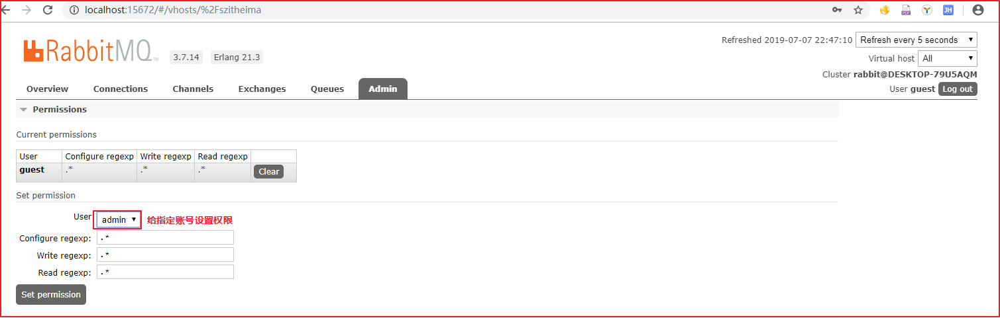 localhost:15672/#/vhosts/%2Fszitheima
PDF
JH
RabbitMQ TM 3.7.14 Erlang 21.3
Refreshed 2019-07-07 22:47:10 Refresh every 5 seconds
Virtual host All
Cluster rabbit@DESKTOP-79U5AQM
User guest Log out
Overview Connections Channels Exchanges Queues Admin
Permissions
Current permissions
User Configure regexp Write regexp Read regexp
guest .* .* .* Clear
Set permission
User admin 给指定账号设置权限
Configure regexp: .*
Write regexp: .*
Read regexp: .*
Set permission